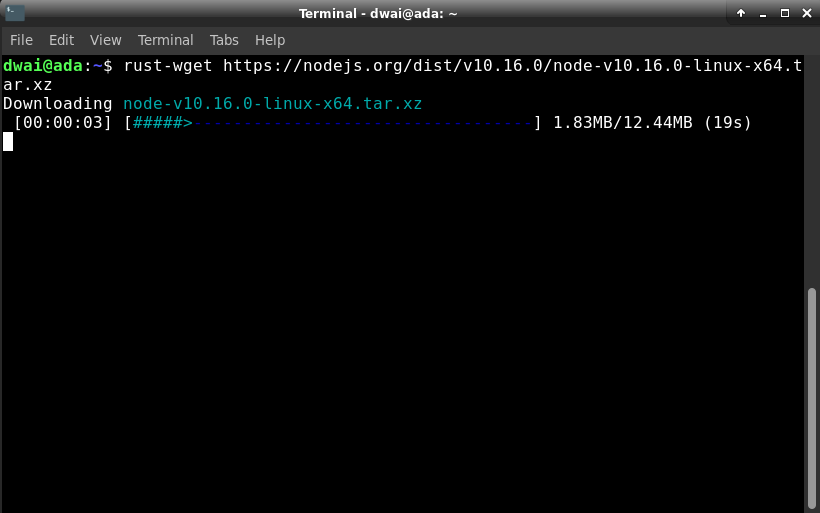 Terminal - dwai@ada: ~
File Edit View Terminal Tabs Help
dwai@ada:~$ rust-wget https://nodejs.org/dist/v10.16.0/node-v10.16.0-linux-x64.t
ar.xz
Downloading node-v10.16.0-linux-x64.tar.xz
[00:00:03] [#####>----------------------------------] 1.83MB/12.44MB (19s)